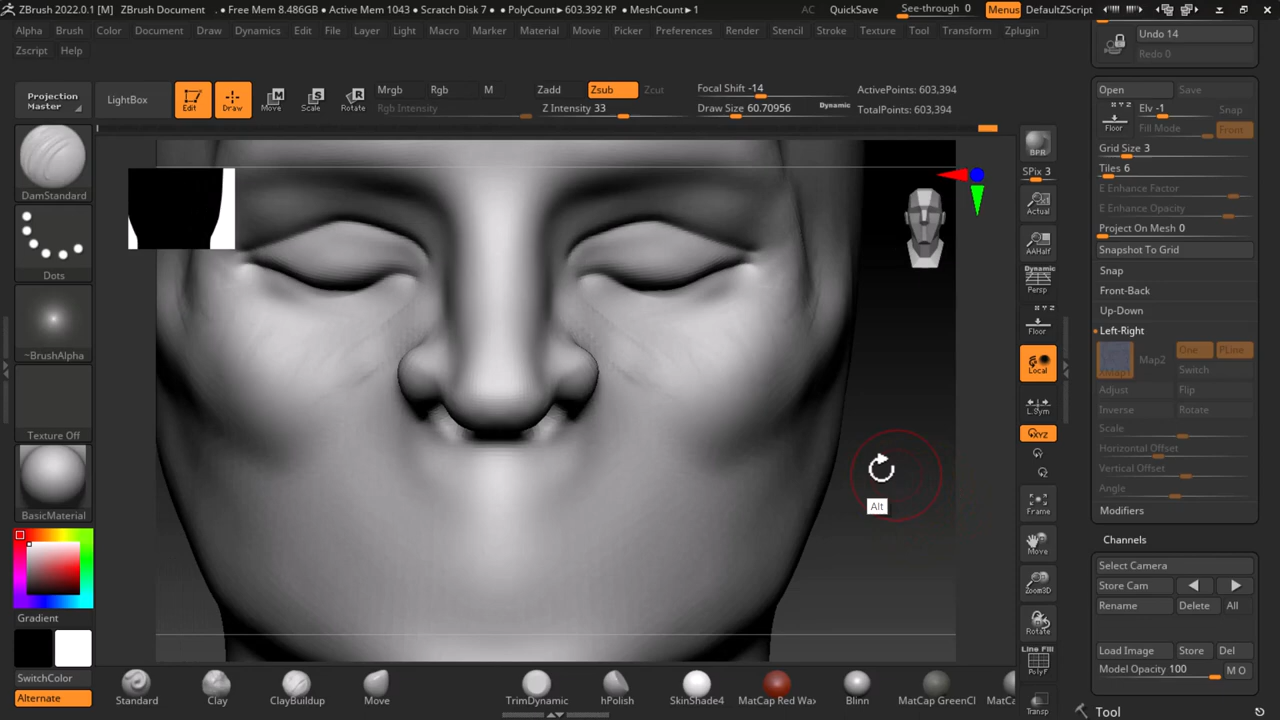 ZBrush 2022.0.1 [M] ZBrush Document . • Free Mem 8.486GB • Active Mem 1043 • Scratch Disk 7 • PolyCount▸603.392 KP • MeshCount▸1 AC QuickSave See-through 0 Menus DefaultZScript
Alpha Brush Color Document Draw Dynamics Edit File Layer Light Macro Marker Material Movie Picker Preferences Render Stencil Stroke Texture Tool Transform Zplugin
Zscript Help
Projection Master
LightBox
Edit
Draw
Move
Scale
Rotate
Mrgb Rgb M
Rgb Intensity
Zadd Zsub Zcut
Z Intensity 33
Focal Shift -14
Draw Size 60.70956 Dynamic
ActivePoints: 603,394
TotalPoints: 603,394
DamStandard
Dots
~BrushAlpha
Texture Off
BasicMaterial
Gradient
SwitchColor
Alternate
Alt
Standard
Clay
ClayBuildup
Move
TrimDynamic
hPolish
SkinShade4
MatCap Red Wax
Blinn
MatCap GreenCl
MatCa
BPR
SPix 3
Actual
AAHalf
Dynamic
Persp
X Y Z
Floor
Local
L.Sym
XYZ
Y
Z
Frame
Move
Zoom3D
Rotate
Line Fill
PolyF
Transp
Undo 14
Redo 0
Open Save
X Y Z
Floor
Elv -1 Snap
Fill Mode Front
Grid Size 3
Tiles 6
E Enhance Factor
E Enhance Opacity
Project On Mesh 0
Snapshot To Grid
Snap
Front-Back
Up-Down
Left-Right
Map2 One PLine
Switch
Adjust Flip
Inverse Rotate
Scale
Horizontal Offset
Vertical Offset
Angle
Modifiers
Channels
Select Camera
Store Cam
Rename Delete All
Load Image Store Del
Model Opacity 100 M O
Tool